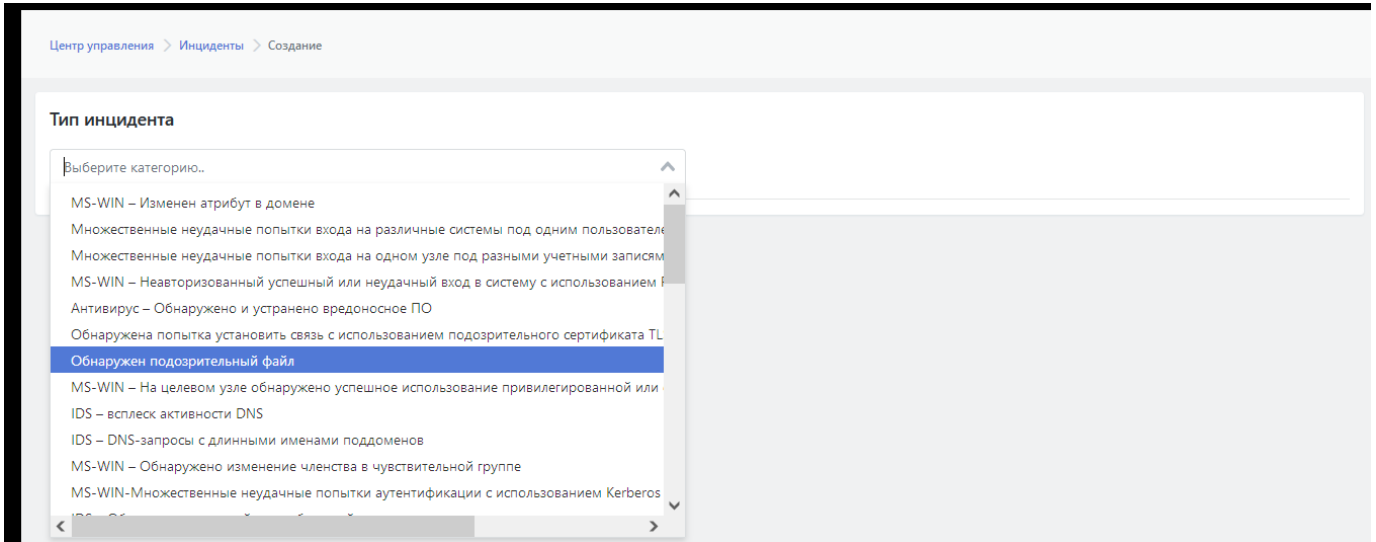 Центр управления > Инциденты > Создание
Тип инцидента
Выберите категорию..
MS-WIN – Изменен атрибут в домене
Множественные неудачные попытки входа на различные системы под одним пользователе
Множественные неудачные попытки входа на одном узле под разными учетными записям
MS-WIN – Неавторизованный успешный или неудачный вход в систему с использованием
Антивирус – Обнаружено и устранено вредоносное ПО
Обнаружена попытка установить связь с использованием подозрительного сертификата TL
Обнаружен подозрительный файл
MS-WIN – На целевом узле обнаружено успешное использование привилегированной или
IDS – всплеск активности DNS
IDS – DNS-запросы с длинными именами поддоменов
MS-WIN – Обнаружено изменение членства в чувствительной группе
MS-WIN-Множественные неудачные попытки аутентификации с использованием Kerberos